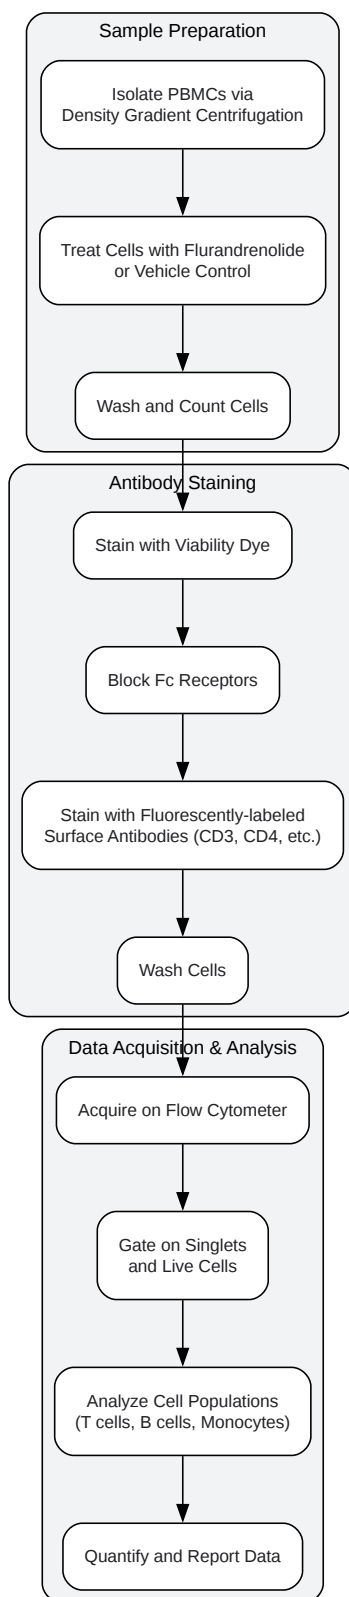 Sample Preparation
Isolate PBMCs via
Density Gradient Centrifugation
Treat Cells with Flurandrenolide
or Vehicle Control
Wash and Count Cells
Antibody Staining
Stain with Viability Dye
Block Fc Receptors
Stain with Fluorescently-labeled
Surface Antibodies (CD3, CD4, etc.)
Wash Cells
Data Acquisition & Analysis
Acquire on Flow Cytometer
Gate on Singlets
and Live Cells
Analyze Cell Populations
(T cells, B cells, Monocytes)
Quantify and Report Data